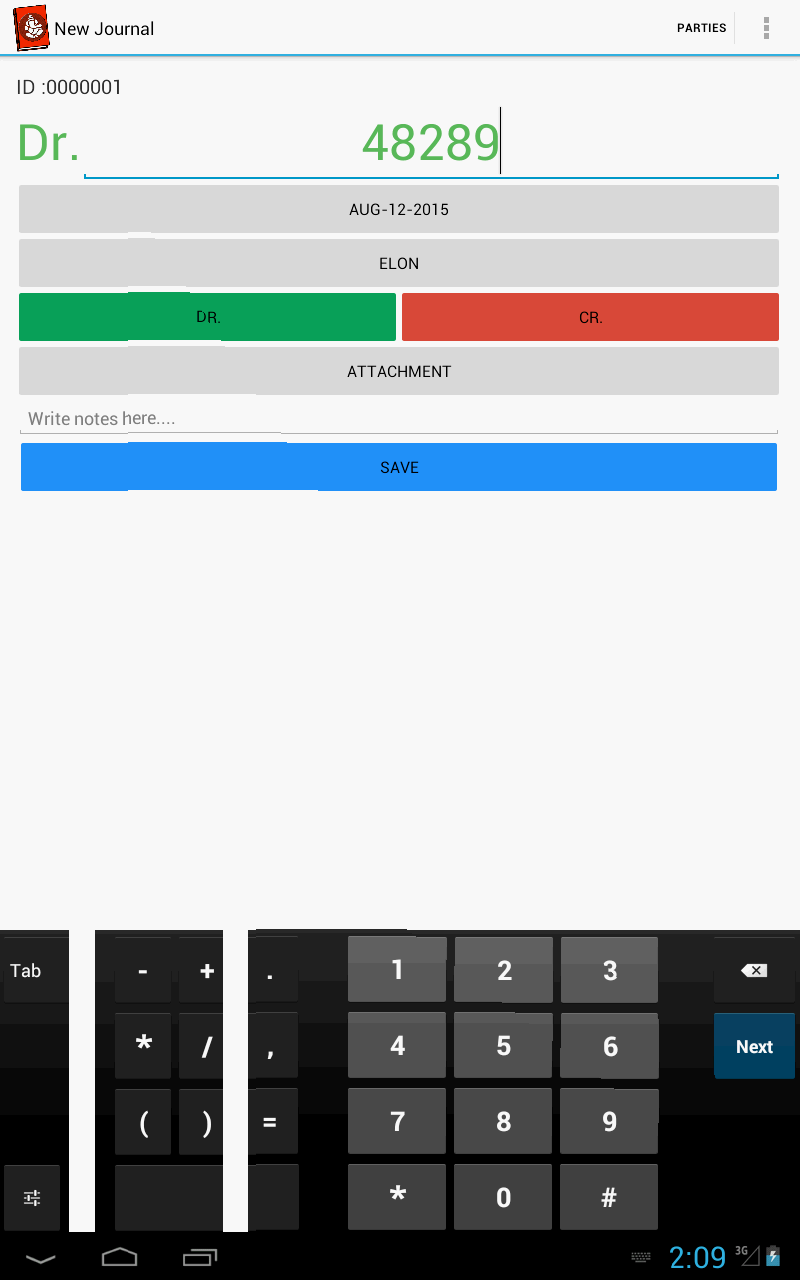 New Journal PARTIES
ID :0000001
Dr. 48289
AUG-12-2015
ELON
DR. CR.
ATTACHMENT
Write notes here....
SAVE
Tab - + . 1 2 3
* / , 4 5 6 Next
( ) = 7 8 9
* 0 #
2:09 3G